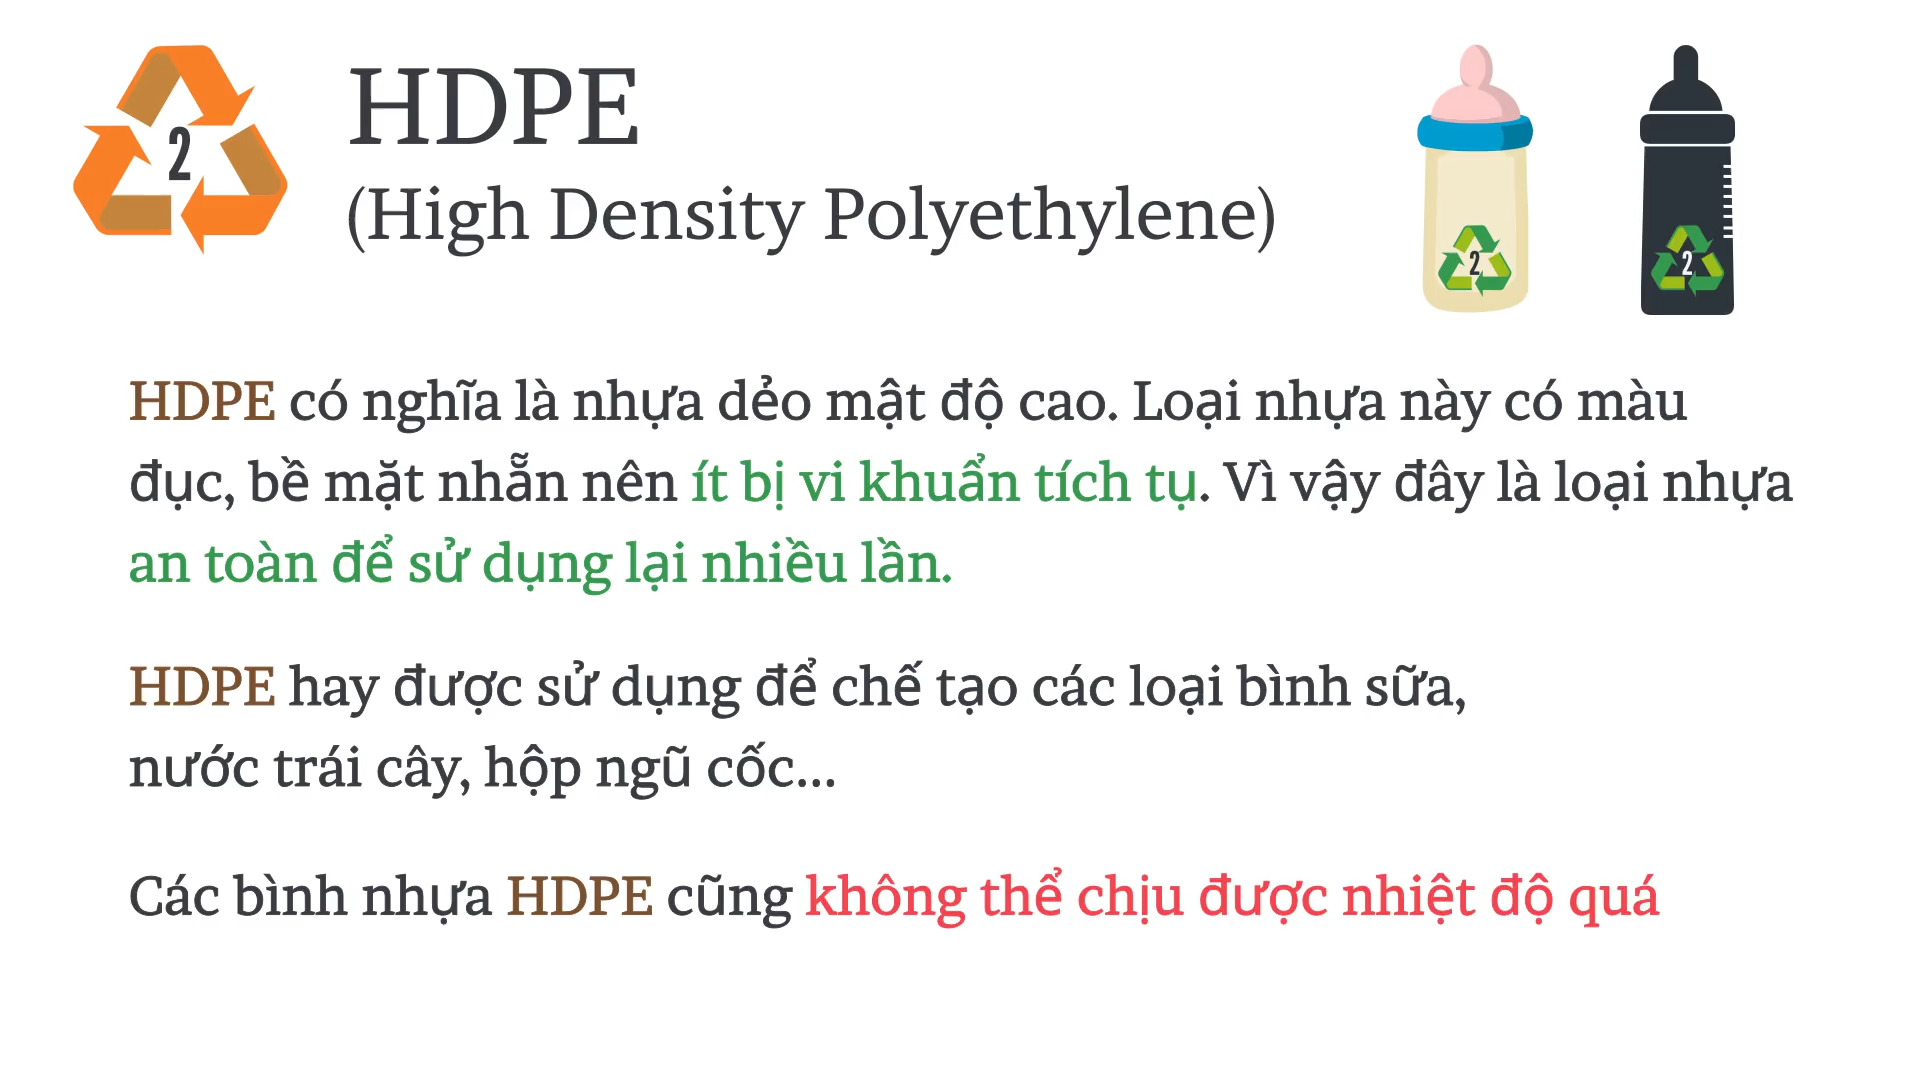 2
HDPE
(High Density Polyethylene)
2
2
HDPE có nghĩa là nhựa dẻo mật độ cao. Loại nhựa này có màu
đục, bề mặt nhẵn nên ít bị vi khuẩn tích tụ. Vì vậy đây là loại nhựa
an toàn để sử dụng lại nhiều lần.
HDPE hay được sử dụng để chế tạo các loại bình sữa,
nước trái cây, hộp ngũ cốc...
Các bình nhựa HDPE cũng không thể chịu được nhiệt độ quá